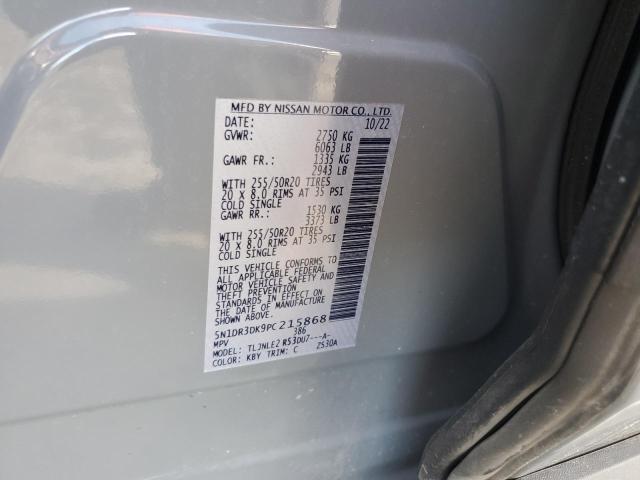 MFD BY NISSAN MOTOR CO., LTD.
DATE: 10/22
GVWR: 2750 KG
6063 LB
GAWR FR.: 1335 KG
2943 LB
WITH 255/50R20 TIRES
20 X 8.0 RIMS AT 35 PSI
COLD SINGLE
GAWR RR.: 1530 KG
3373 LB
WITH 255/50R20 TIRES
20 X 8.0 RIMS AT 35 PSI
COLD SINGLE
THIS VEHICLE CONFORMS TO
ALL APPLICABLE FEDERAL
MOTOR VEHICLE SAFETY AND
THEFT PREVENTION
STANDARDS IN EFFECT ON
THE DATE OF MANUFACTURE
SHOWN ABOVE.
5N1DR3DK9PC215868
MPV 386
MODEL: TLJNLE2 R53DU7---A-
COLOR: KBY TRIM: C ZS30A